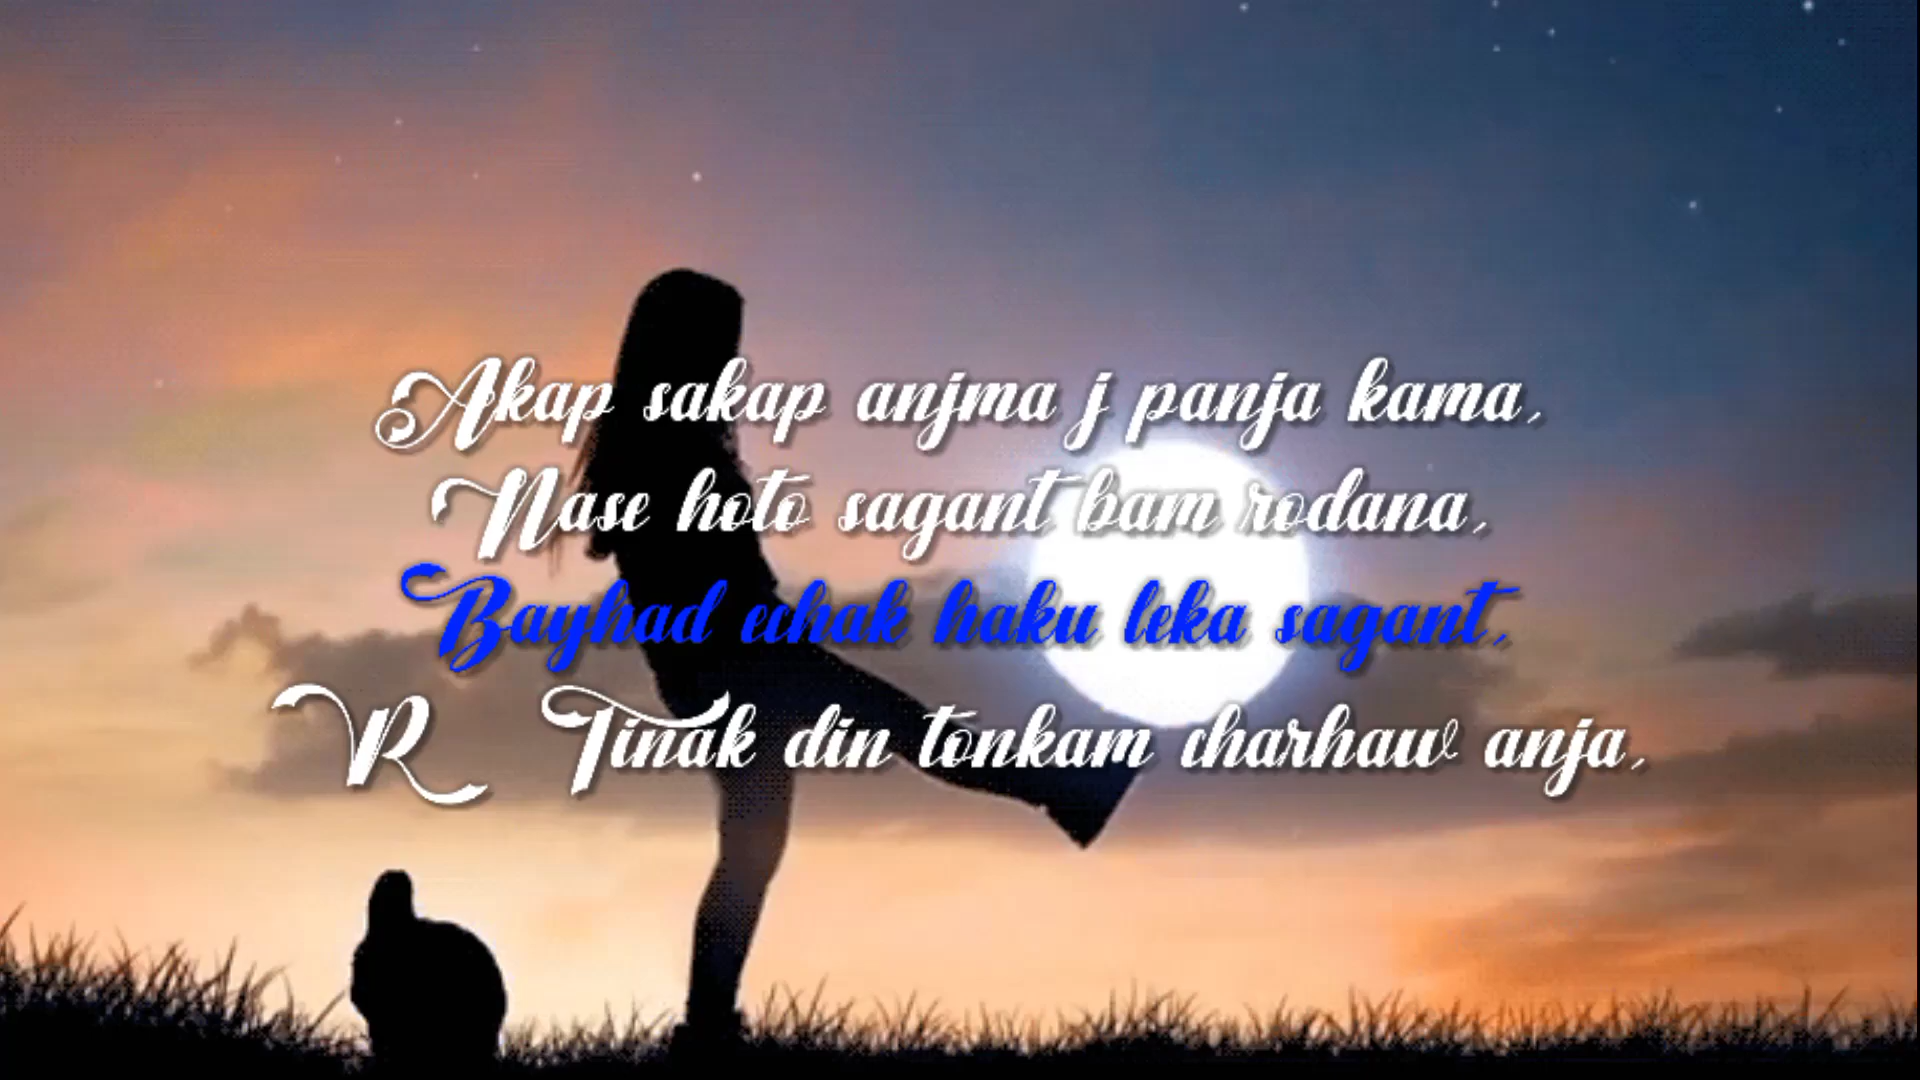 Akap sakap anjma j panja kama,
Nase hoto sagant bam rodana,
Bayhad echak haku leka sagant,
R Tinak din tonkam charhaw anja,